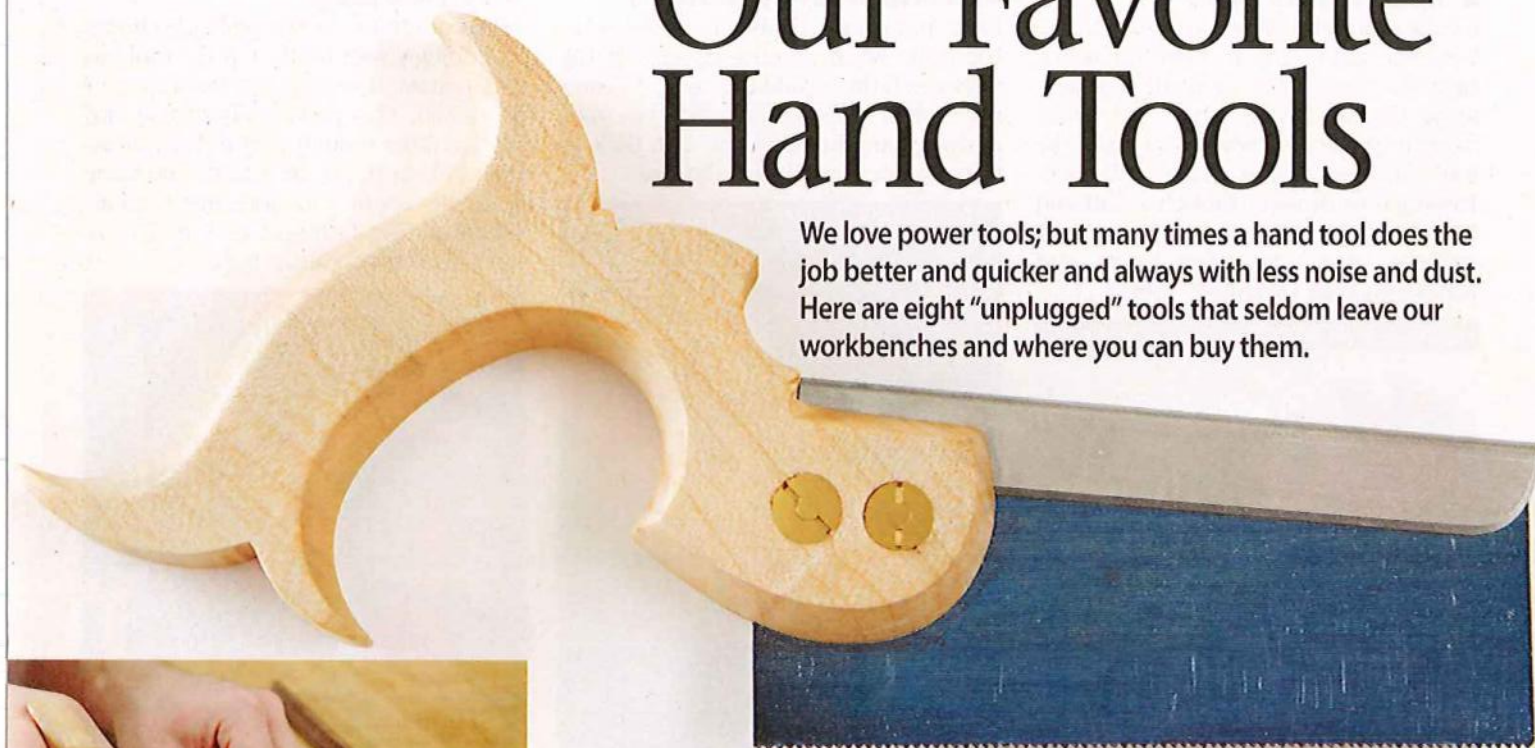 Our Favorite
Hand Tools
We love power tools; but many times a hand tool does the
job better and quicker and always with less noise and dust.
Here are eight “unplugged” tools that seldom leave our
workbenches and where you can buy them.